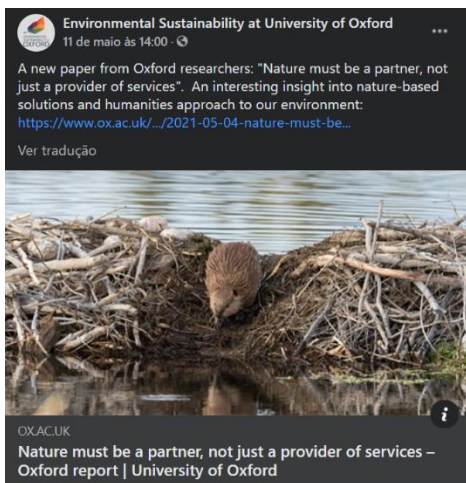 Environmental Sustainability at University of Oxford
11 de maio às 14:00 ·
A new paper from Oxford researchers: "Nature must be a partner, not
just a provider of services". An interesting insight into nature-based
solutions and humanities approach to our environment:
https://www.ox.ac.uk/.../2021-05-04-nature-must-be...
Ver tradução
i
OX.AC.UK
Nature must be a partner, not just a provider of services –
Oxford report | University of Oxford